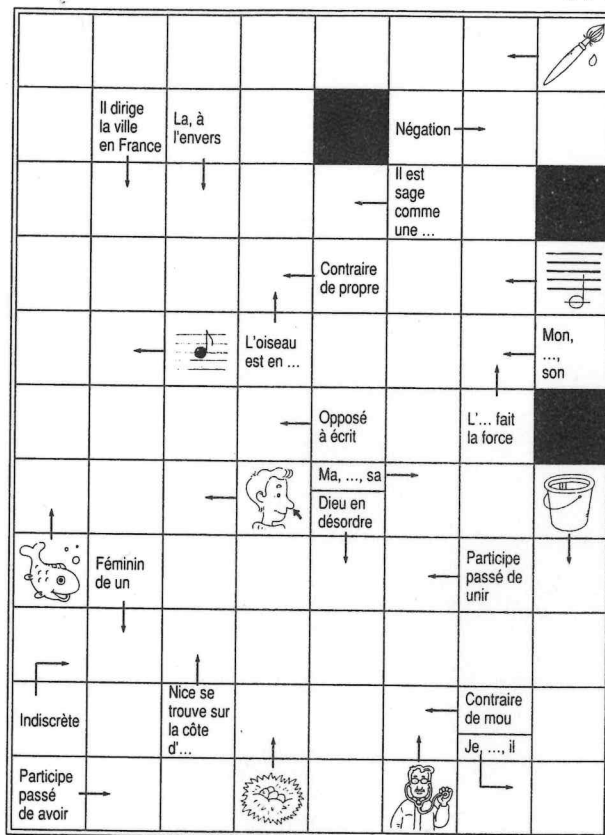 Il dirige
la ville
en France
La, à
l'envers
Négation
Il est
sage
comme
une ...
Contraire
de propre
L'oiseau
est en ...
Mon,
...,
son
Opposé
à écrit
L'... fait
la force
Ma, ..., sa
Dieu en
désordre
Féminin
de un
Participe
passé de
unir
Indiscrète
Nice se
trouve sur
la côte
d'...
Contraire
de mou
Je, ..., il
Participe
passé
de avoir